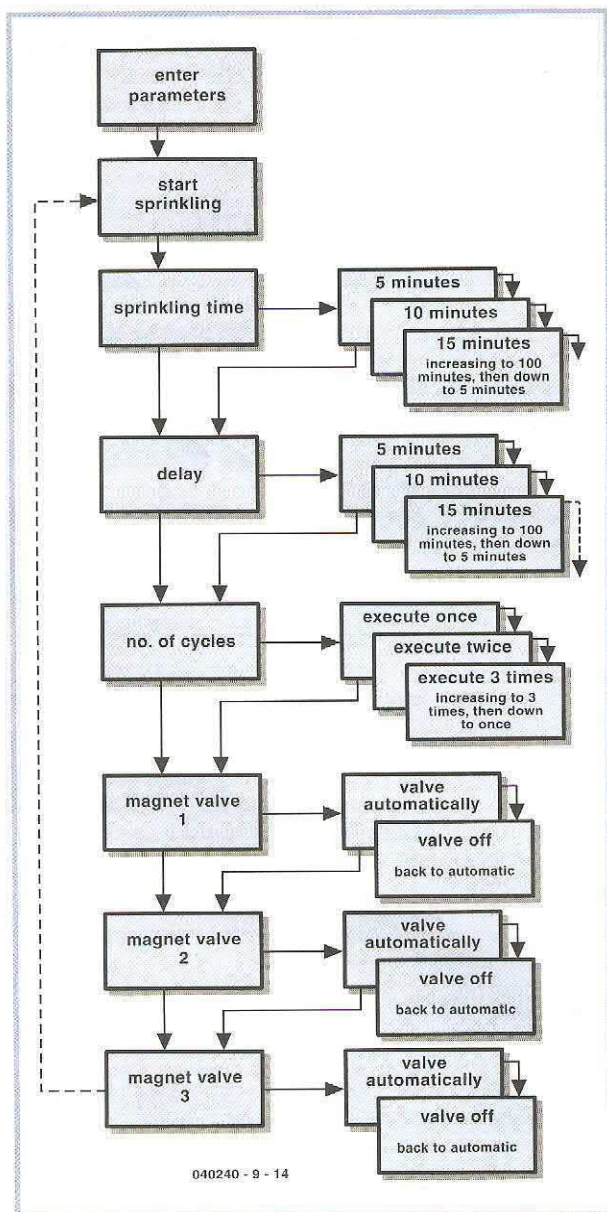 enter
parameters
start
sprinkling
sprinkling time
5 minutes
10 minutes
15 minutes
increasing to 100
minutes, then down
to 5 minutes
delay
5 minutes
10 minutes
15 minutes
increasing to 100
minutes, then down
to 5 minutes
no. of cycles
execute once
execute twice
execute 3 times
increasing to 3
times, then down
to once
magnet valve
1
valve
automatically
valve off
back to automatic
magnet valve
2
valve
automatically
valve off
back to automatic
magnet valve
3
valve
automatically
valve off
back to automatic
040240 - 9 - 14